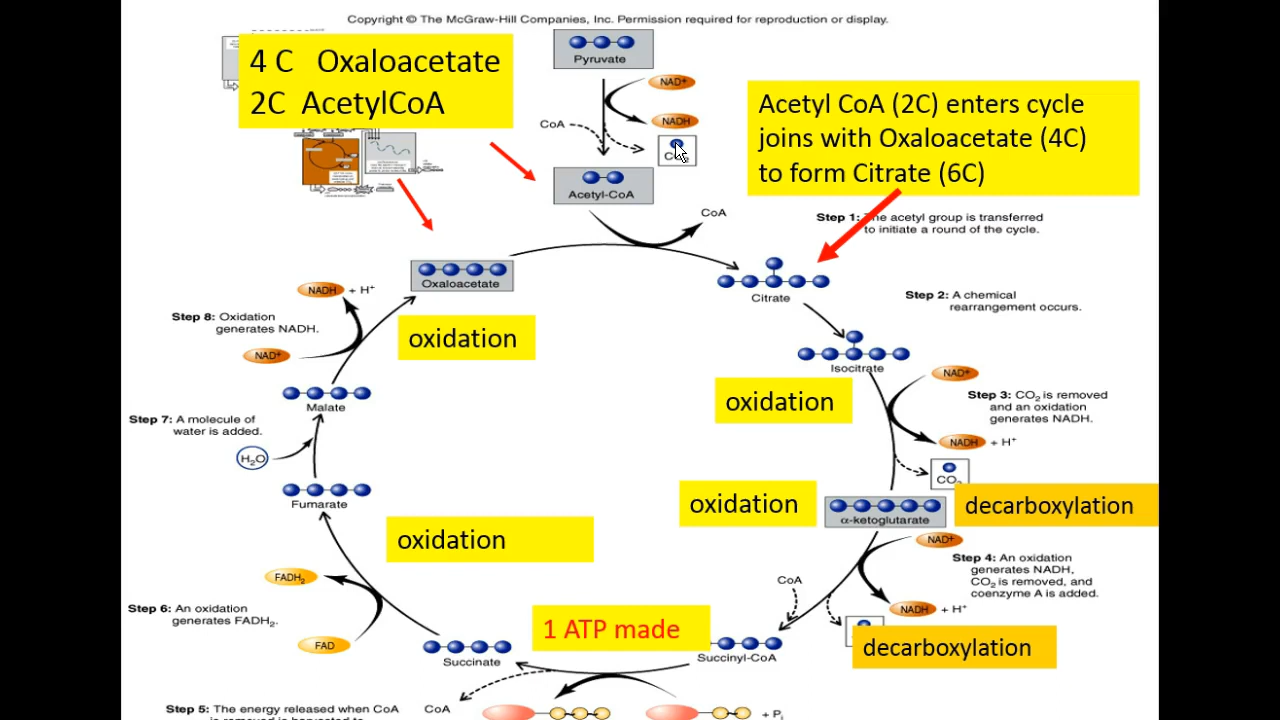 Copyright © The McGraw-Hill Companies, Inc. Permission required for reproduction or display.
4 C Oxaloacetate
2C AcetylCoA
Pyruvate
NAD+
NADH
CoA
Acetyl-CoA
Acetyl CoA (2C) enters cycle
joins with Oxaloacetate (4C)
to form Citrate (6C)
CoA
Step 1: The acetyl group is transferred
to initiate a round of the cycle.
Oxaloacetate
Citrate
NADH + H+
Step 2: A chemical
rearrangement occurs.
Step 8: Oxidation
generates NADH.
NAD+
oxidation
Isocitrate
NAD+
oxidation
Malate
Step 3: CO2 is removed
and an oxidation
generates NADH.
Step 7: A molecule of
water is added.
NADH + H+
H2O
CO2
Fumarate
oxidation
α-ketoglutarate
decarboxylation
oxidation
NAD+
Step 4: An oxidation
generates NADH,
CO2 is removed, and
coenzyme A is added.
FADH2
CoA
Step 6: An oxidation
generates FADH2.
NADH + H+
1 ATP made
FAD
decarboxylation
Succinate
Succinyl-CoA
Step 5: The energy released when CoA
CoA
+ Pi